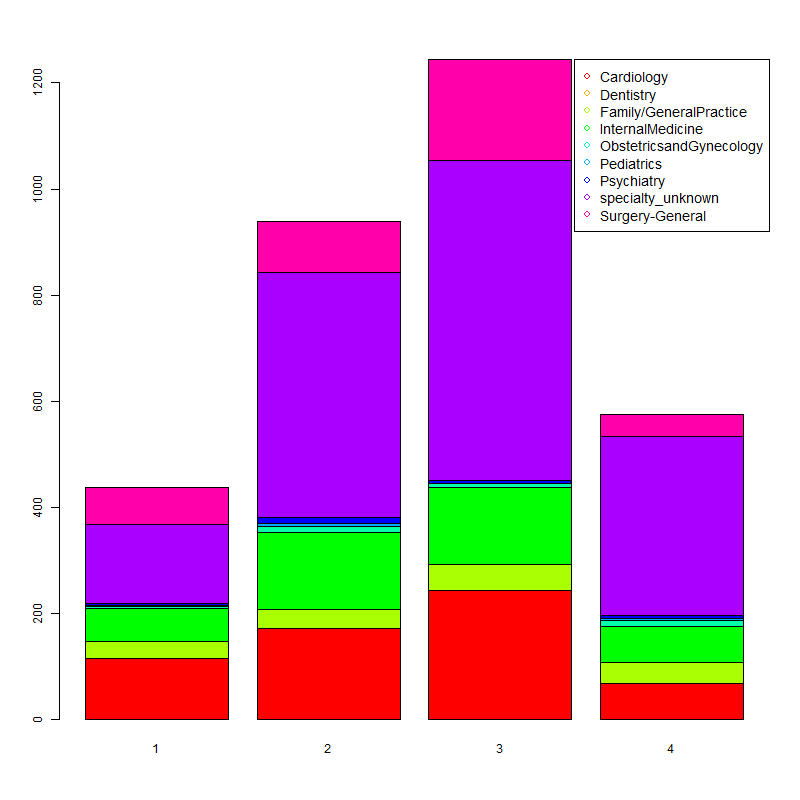 1200
1000
800
600
400
200
0
1
2
3
4
Cardiology
Dentistry
Family/GeneralPractice
InternalMedicine
ObstetricsandGynecology
Pediatrics
Psychiatry
specialty_unknown
Surgery-General